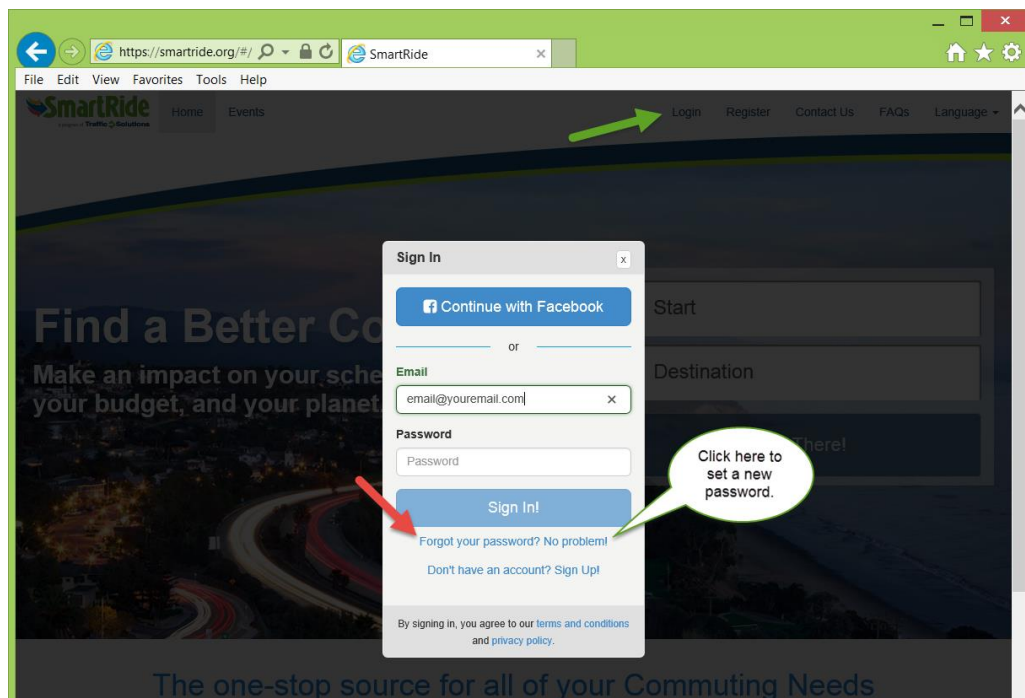 https://smartride.org/#/
SmartRide
File Edit View Favorites Tools Help
SmartRide
Traffic Solutions
Home Events Login Register Contact Us FAQs Language
Sign In
x
Continue with Facebook
or
Email
email@youremail.com
Password
Password
Sign In!
Forgot your password? No problem!
Don't have an account? Sign Up!
By signing in, you agree to our terms and conditions
and privacy policy.
Find a Better Co
Make an impact on your sche
your budget, and your planet.
Start
Destination
There!
Click here to
set a new
password.
The one-stop source for all of your Commuting Needs